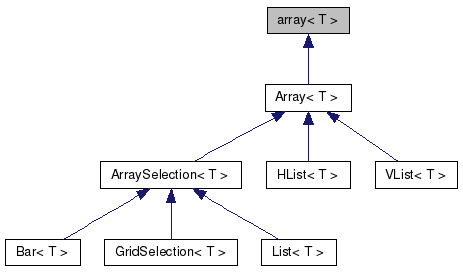 array< T >
Array< T >
ArraySelection< T >
HList< T >
VList< T >
Bar< T >
GridSelection< T >
List< T >